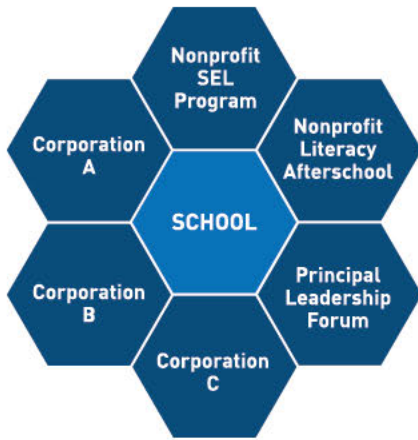 Nonprofit
SEL
Program
Nonprofit
Literacy
Afterschool
Principal
Leadership
Forum
Corporation
C
Corporation
B
Corporation
A
SCHOOL